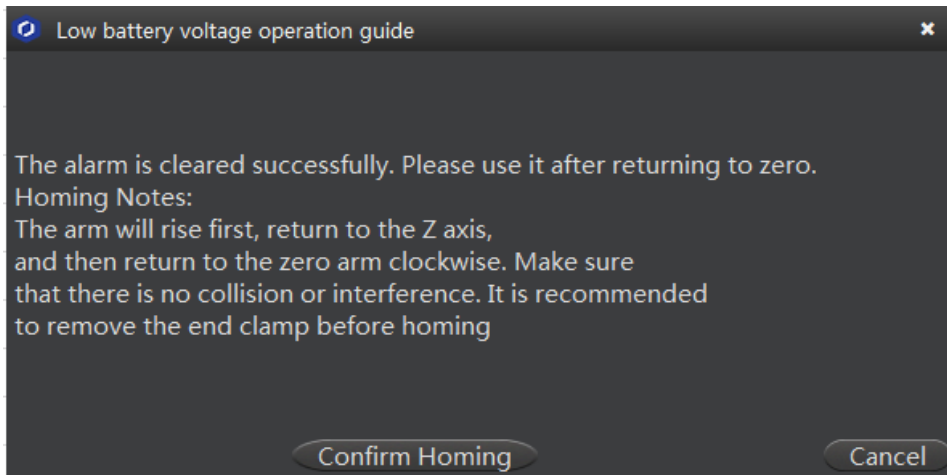 Low battery voltage operation guide
The alarm is cleared successfully. Please use it after returning to zero.
Homing Notes:
The arm will rise first, return to the Z axis,
and then return to the zero arm clockwise. Make sure
that there is no collision or interference. It is recommended
to remove the end clamp before homing
Confirm Homing
Cancel